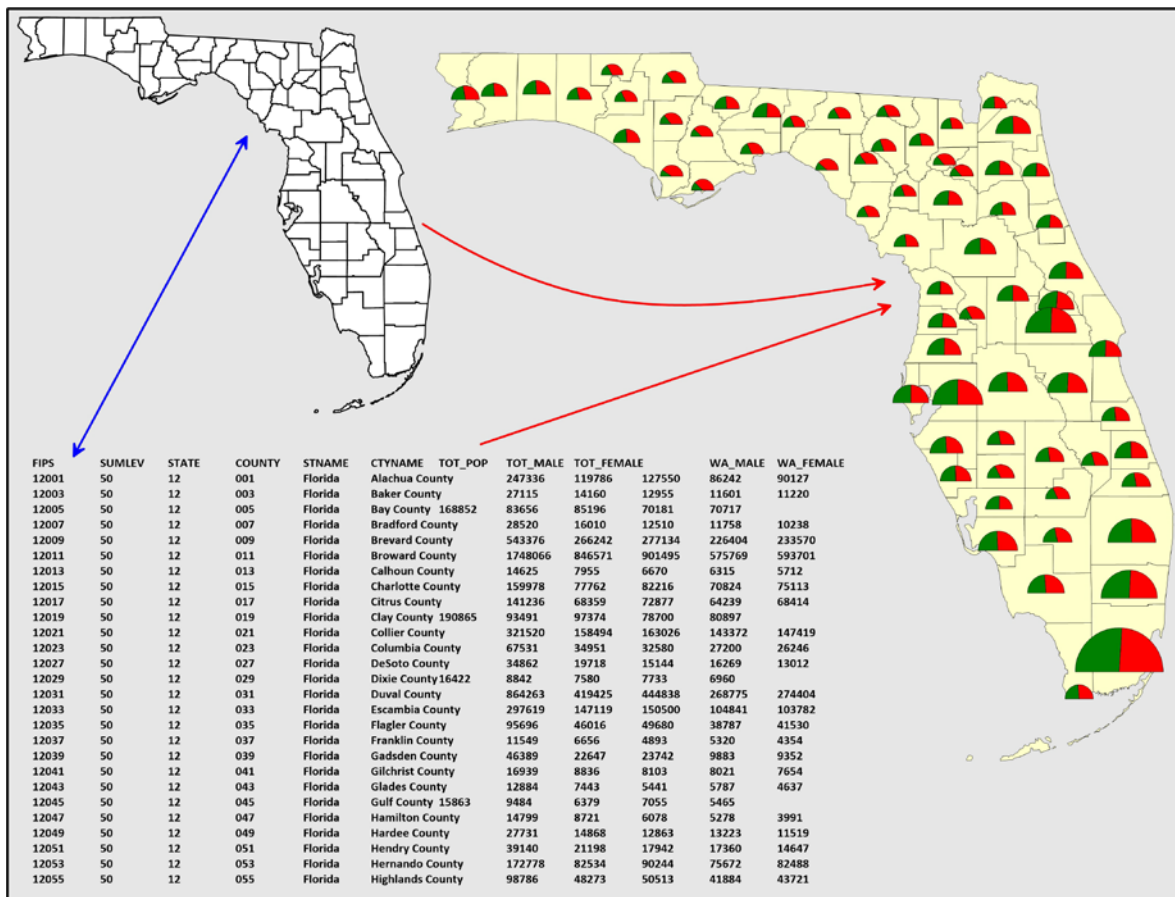 FIPS SUMLEV STATE COUNTY STNAME CTYNAME TOT_POP TOT_MALE TOT_FEMALE WA_MALE WA_FEMALE
12001 50 12 001 Florida Alachua County 247336 119786 127550 86242 90127
12003 50 12 003 Florida Baker County 27115 14160 12955 11601 11220
12005 50 12 005 Florida Bay County 168852 83656 85196 70181 70717
12007 50 12 007 Florida Bradford County 28520 16010 12510 11758 10238
12009 50 12 009 Florida Brevard County 543376 266242 277134 226404 233570
12011 50 12 011 Florida Broward County 1748066 846571 901495 575769 593701
12013 50 12 013 Florida Calhoun County 14625 7955 6670 6315 5712
12015 50 12 015 Florida Charlotte County 159978 77762 82216 70824 75113
12017 50 12 017 Florida Citrus County 141236 68359 72877 64239 68414
12019 50 12 019 Florida Clay County 190865 93491 97374 78700 80897
12021 50 12 021 Florida Collier County 321520 158494 163026 143372 147419
12023 50 12 023 Florida Columbia County 67531 34951 32580 27200 26246
12027 50 12 027 Florida DeSoto County 34862 19718 15144 16269 13012
12029 50 12 029 Florida Dixie County 16422 8842 7580 7733 6960
12031 50 12 031 Florida Duval County 864263 419425 444838 268775 274404
12033 50 12 033 Florida Escambia County 297619 147119 150500 104841 103782
12035 50 12 035 Florida Flagler County 95696 46016 49680 38787 41530
12037 50 12 037 Florida Franklin County 11549 6656 4893 5320 4354
12039 50 12 039 Florida Gadsden County 46389 22647 23742 9883 9352
12041 50 12 041 Florida Gilchrist County 16939 8836 8103 8021 7654
12043 50 12 043 Florida Glades County 12884 7443 5441 5787 4637
12045 50 12 045 Florida Gulf County 15863 9484 6379 7055 5465
12047 50 12 047 Florida Hamilton County 14799 8721 6078 5278 3991
12049 50 12 049 Florida Hardee County 27731 14868 12863 13223 11519
12051 50 12 051 Florida Hendry County 39140 21198 17942 17360 14647
12053 50 12 053 Florida Hernando County 172778 82534 90244 75672 82488
12055 50 12 055 Florida Highlands County 98786 48273 50513 41884 43721